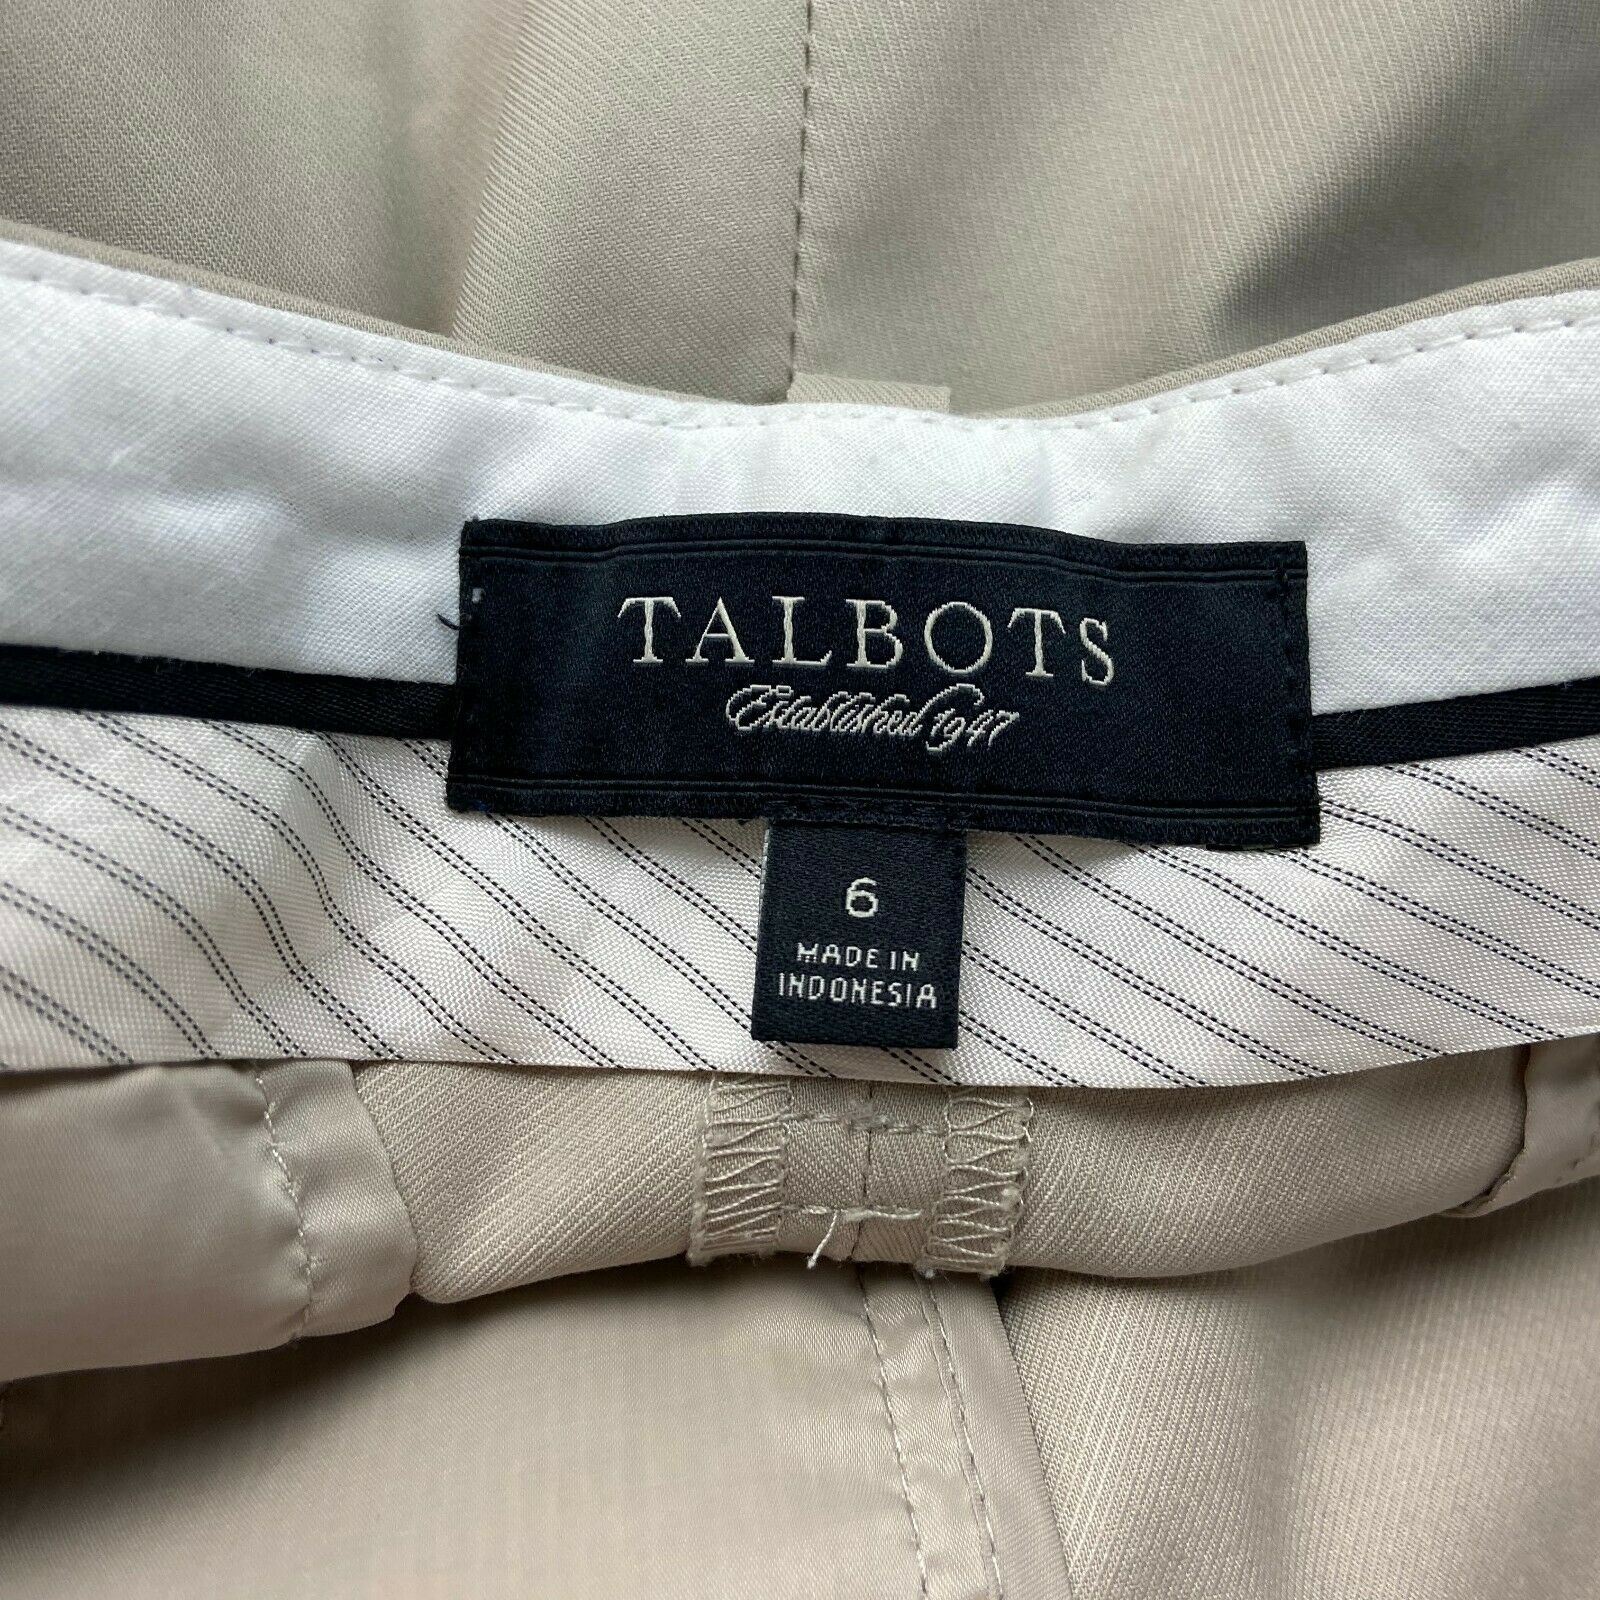 TALBOTS
Established 1947
6
MADE IN
INDONESIA